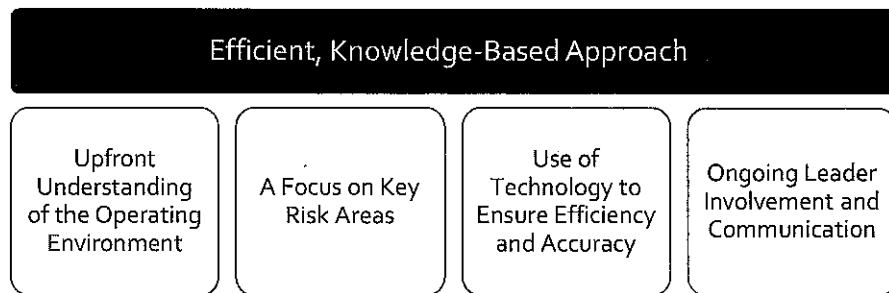 Efficient, Knowledge-Based Approach
Upfront
Understanding
of the Operating
Environment
A Focus on Key
Risk Areas
Use of
Technology to
Ensure Efficiency
and Accuracy
Ongoing Leader
Involvement and
Communication